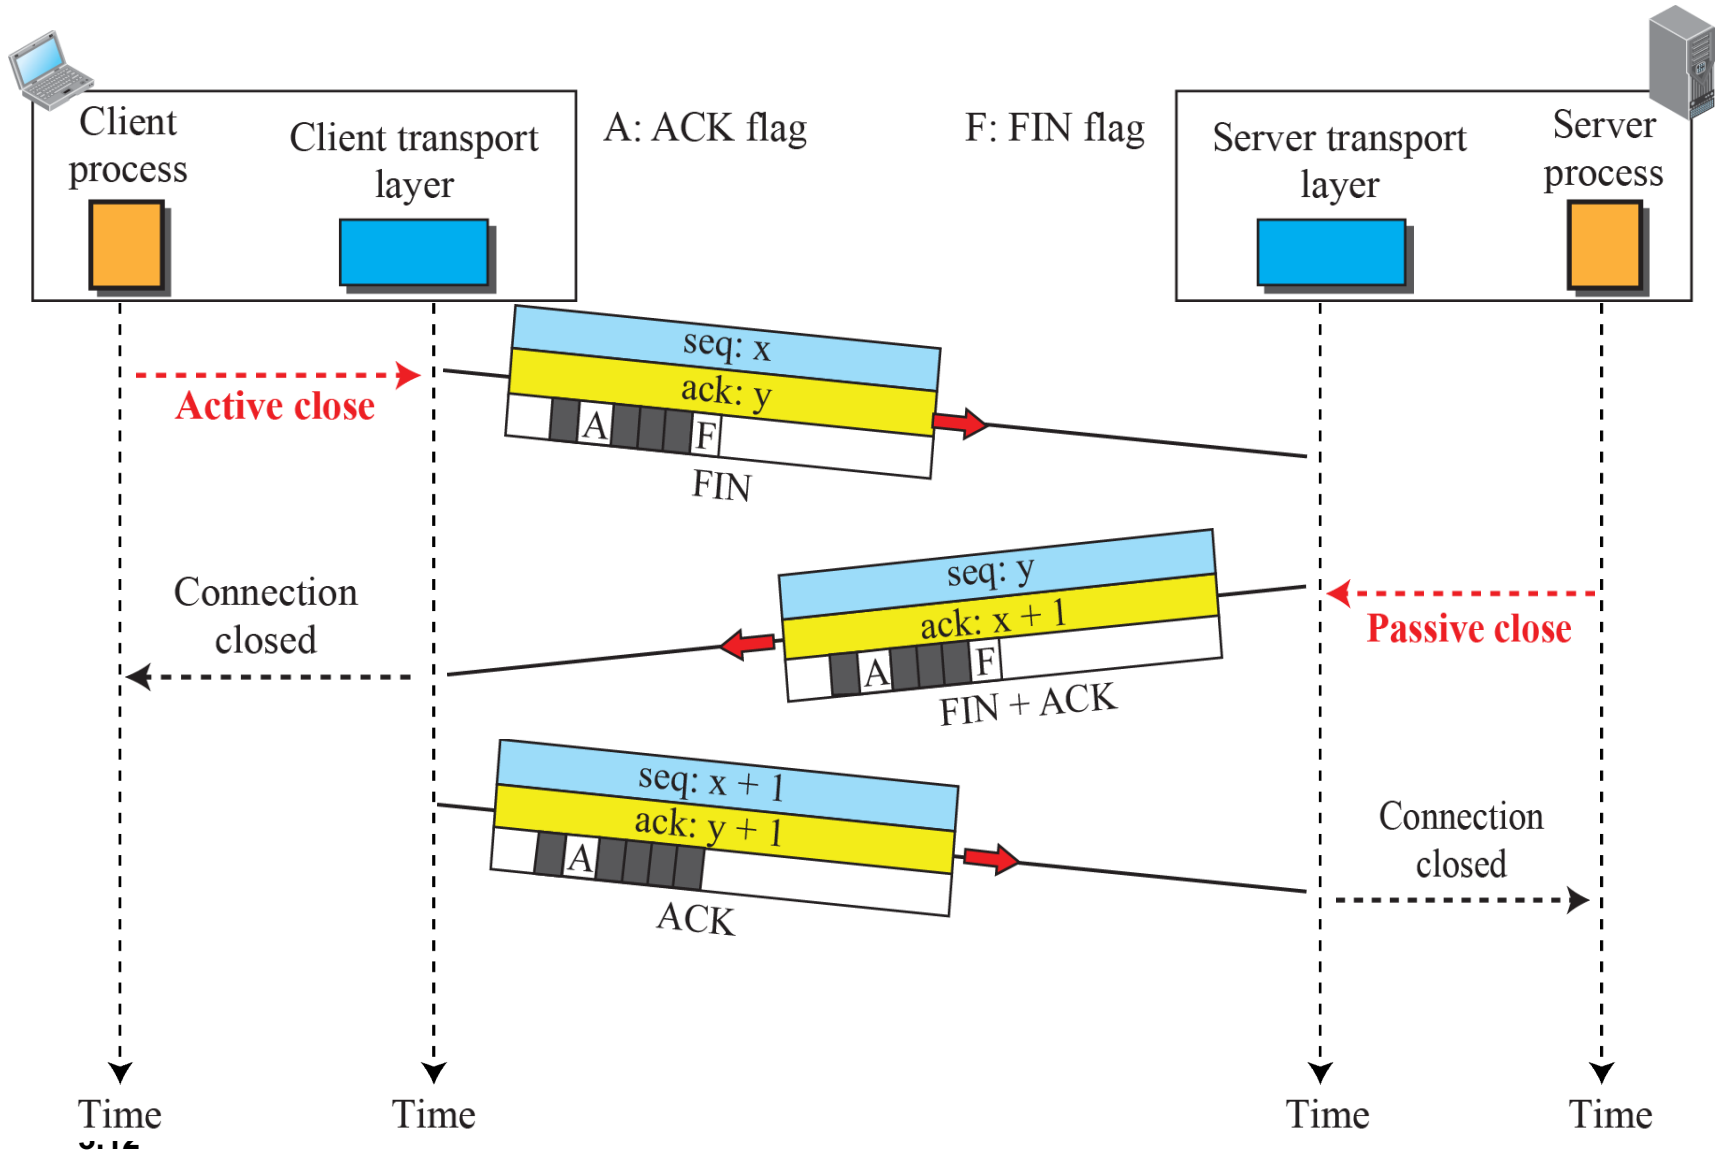 Client
process
Client transport
layer
A: ACK flag
F: FIN flag
Server transport
layer
Server
process
Active close
seq: x
ack: y
A
F
FIN
Connection
closed
seq: y
ack: x + 1
A
F
FIN + ACK
Passive close
seq: x + 1
ack: y + 1
A
ACK
Connection
closed
Time
Time
Time
Time